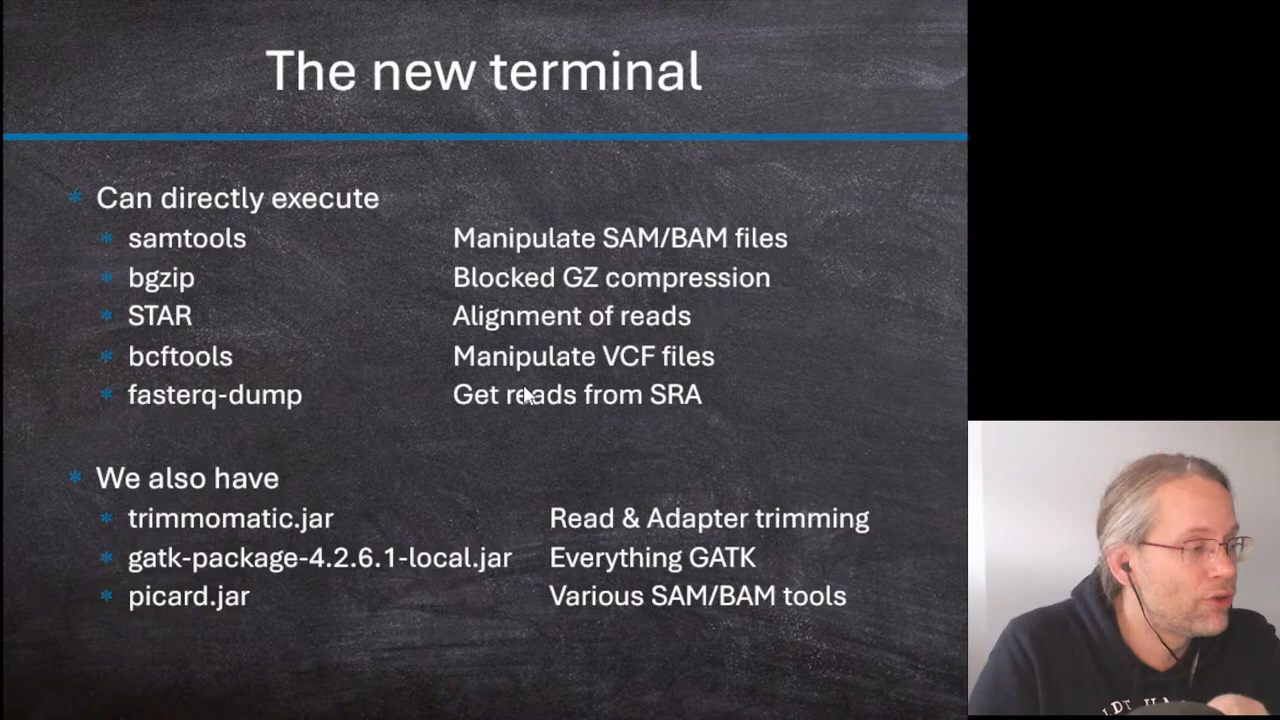 The new terminal
* Can directly execute
* samtools Manipulate SAM/BAM files
* bgzip Blocked GZ compression
* STAR Alignment of reads
* bcftools Manipulate VCF files
* fasterq-dump Get reads from SRA
* We also have
* trimmomatic.jar Read & Adapter trimming
* gatk-package-4.2.6.1-local.jar Everything GATK
* picard.jar Various SAM/BAM tools